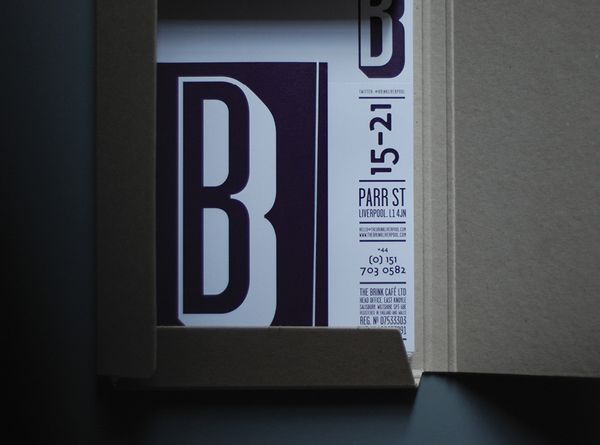 B
B
TWITTER: @BRINKLIVERPOOL
15-21
PARR ST
LIVERPOOL. L1 4JN
HELLO@THEBRINKLIVERPOOL.COM
WWW.THEBRINKLIVERPOOL.COM
+44
(0) 151
703 0582
THE BRINK CAFÉ LTD
HEAD OFFICE, EAST KNOYLE
SALISBURY, WILTSHIRE SP3 6BE
REGISTERED IN ENGLAND AND WALES
REG. Nº 07533303